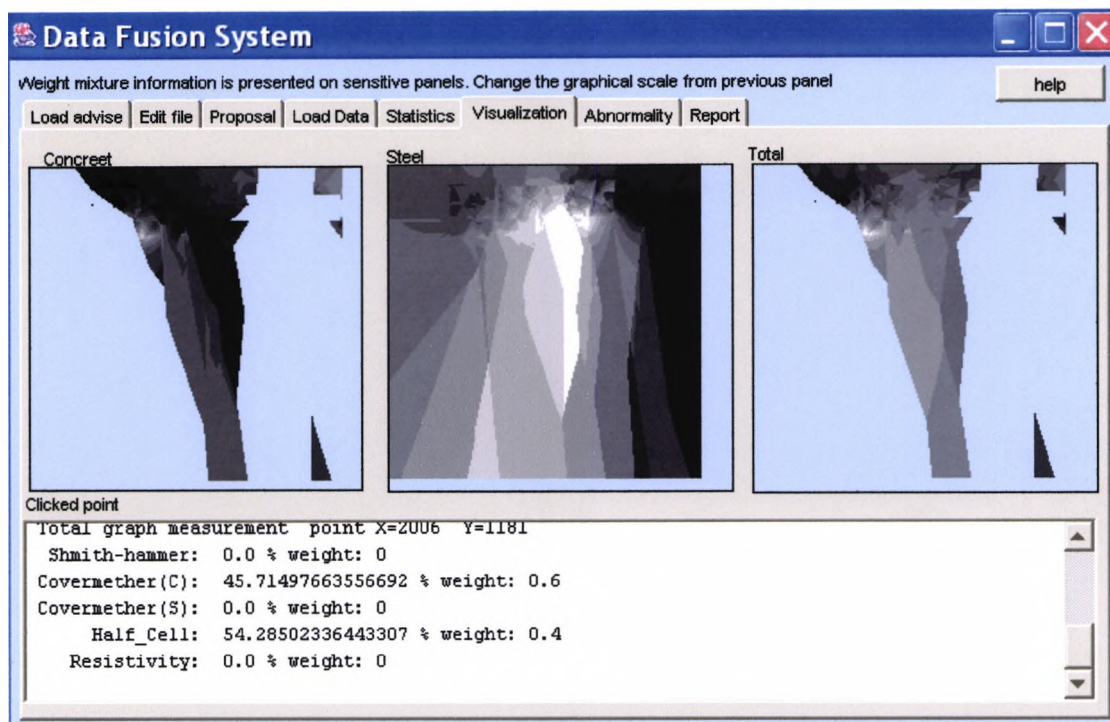 Data Fusion System
Weight mixture information is presented on sensitive panels. Change the graphical scale from previous panel
help
Load advise Edit file Proposal Load Data Statistics Visualization Abnormality Report
Concreet Steel Total
Clicked point
Total graph measurement point X=2006 Y=1181
Shmith-hammer: 0.0 % weight: 0
Covermether(C): 45.71497663556692 % weight: 0.6
Covermether(S): 0.0 % weight: 0
Half_Cell: 54.28502336443307 % weight: 0.4
Resistivity: 0.0 % weight: 0